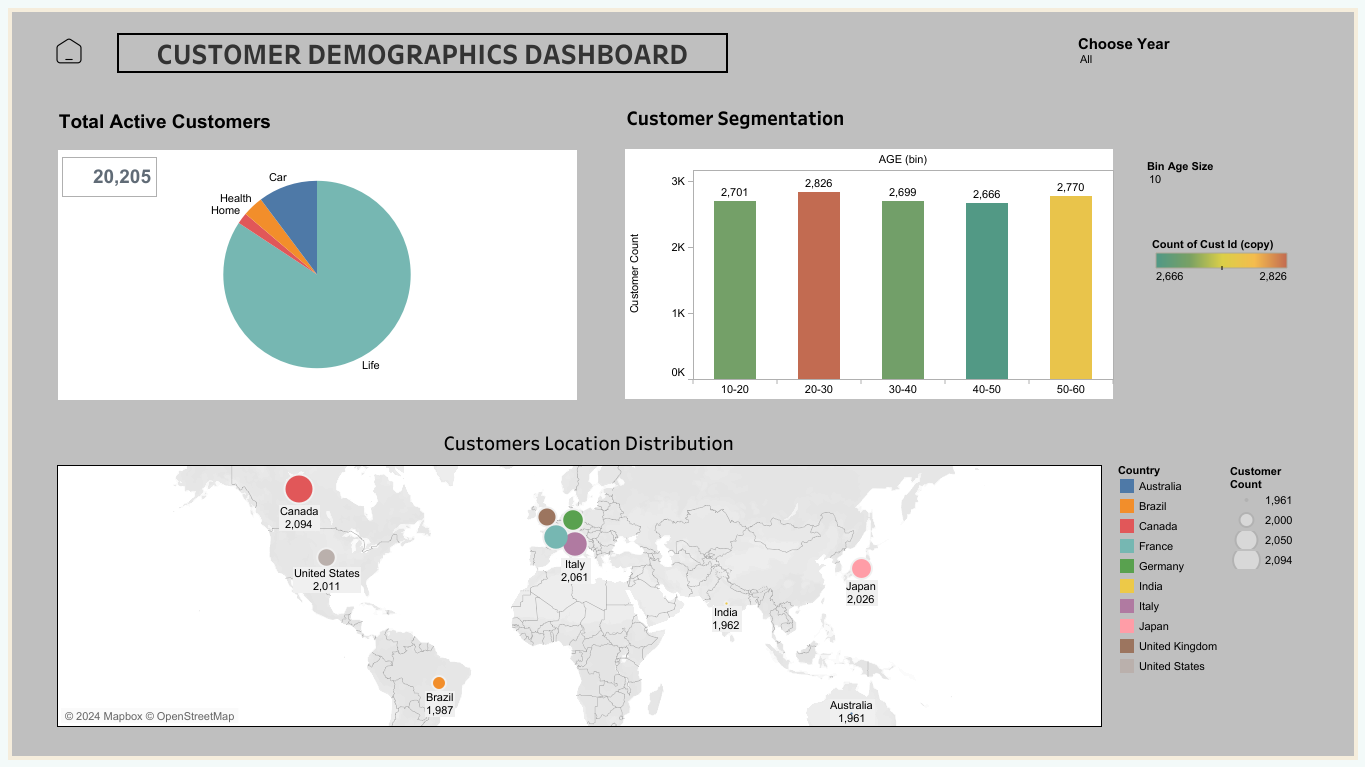 CUSTOMER DEMOGRAPHICS DASHBOARD
Choose Year
All
Total Active Customers
20,205
Car
Health
Home
Life
Customer Segmentation
AGE (bin)
Customer Count
3K
2K
1K
0K
2,701
2,826
2,699
2,666
2,770
10-20
20-30
30-40
40-50
50-60
Bin Age Size
10
Count of Cust Id (copy)
2,666
2,826
Customers Location Distribution
Canada
2,094
United States
2,011
Italy
2,061
Japan
2,026
India
1,962
Brazil
1,987
Australia
1,961
© 2024 Mapbox © OpenStreetMap
Country
Australia
Brazil
Canada
France
Germany
India
Italy
Japan
United Kingdom
United States
Customer
Count
1,961
2,000
2,050
2,094